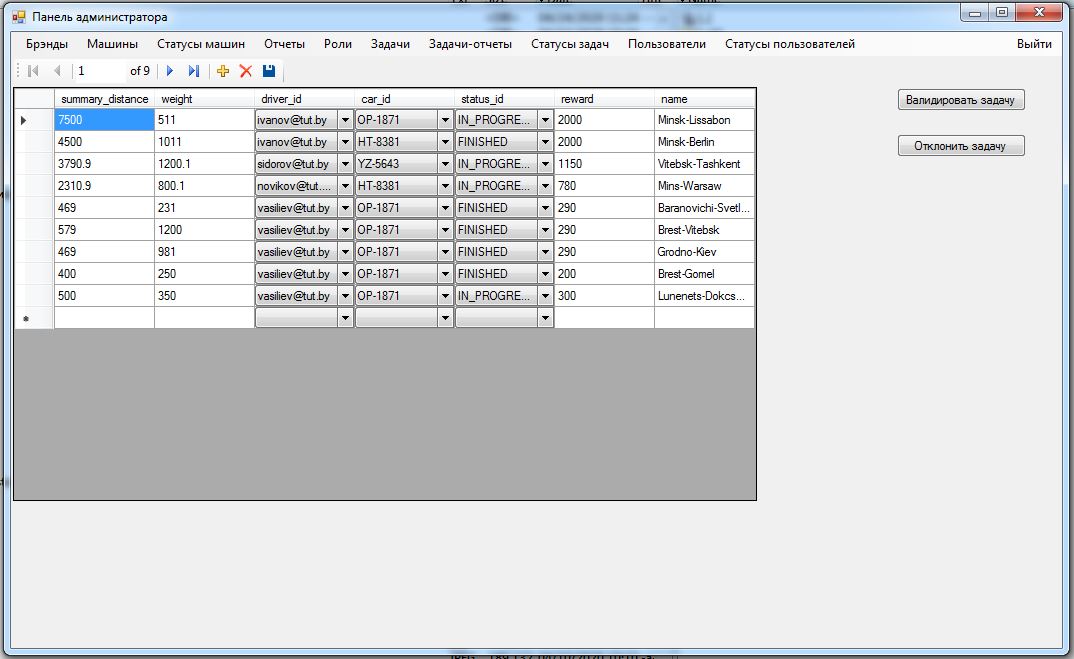 Панель администратора
Брэнды Машины Статусы машин Отчеты Роли Задачи Задачи-отчеты Статусы задач Пользователи Статусы пользователей Выйти
1 of 9
summary_distance weight driver_id car_id status_id reward name
7500 511 ivanov@tut.by OP-1871 IN_PROGRE... 2000 Minsk-Lissabon
4500 1011 ivanov@tut.by HT-8381 FINISHED 2000 Minsk-Berlin
3790.9 1200.1 sidorov@tut.by YZ-5643 IN_PROGRE... 1150 Vitebsk-Tashkent
2310.9 800.1 novikov@tut.... HT-8381 IN_PROGRE... 780 Mins-Warsaw
469 231 vasiliev@tut.by OP-1871 FINISHED 290 Baranovichi-Svetl...
579 1200 vasiliev@tut.by OP-1871 FINISHED 290 Brest-Vitebsk
469 981 vasiliev@tut.by OP-1871 FINISHED 290 Grodno-Kiev
400 250 vasiliev@tut.by OP-1871 FINISHED 200 Brest-Gomel
500 350 vasiliev@tut.by OP-1871 IN_PROGRE... 300 Lunenets-Dokcs...
Валидировать задачу
Отклонить задачу